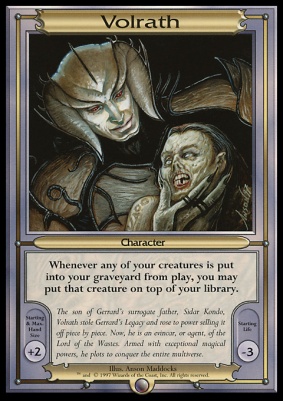 Volrath
Character
Whenever any of your creatures is put
into your graveyard from play, you may
put that creature on top of your library.
The son of Gerrard's surrogate father, Sidar Kondo,
Volrath stole Gerrard's Legacy and rose to power selling it
off piece by piece. Now, he is an evincar, or agent, of the
Lord of the Wastes. Armed with exceptional magical
powers, he plots to conquer the entire multiverse.
Starting
& Max.
Hand
Size
+2
Starting
Life
-3
Illus. Anson Maddocks
™ and © 1997 Wizards of the Coast, Inc. All rights reserved.